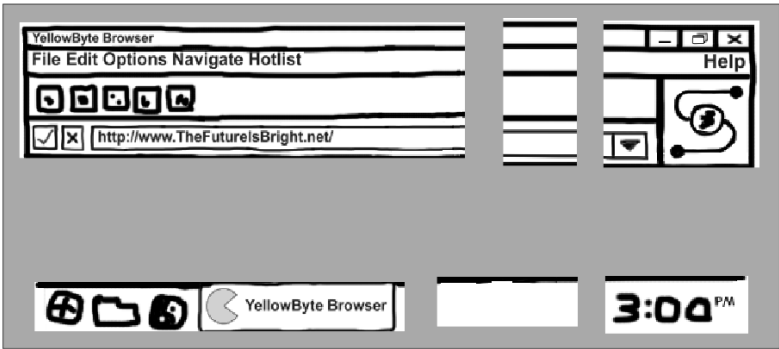 YellowByte Browser
File Edit Options Navigate Hotlist Help
http://www.TheFutureIsBright.net/
YellowByte Browser
3:00 PM